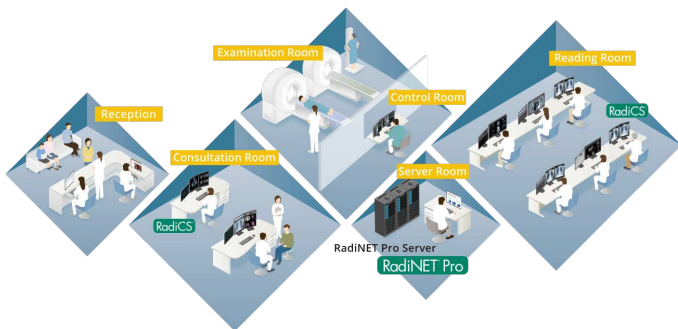 Examination Room
Reading Room
Control Room
Reception
RadiCS
Consultation Room
Server Room
RadiCS
RadiNET Pro Server
RadiNET Pro